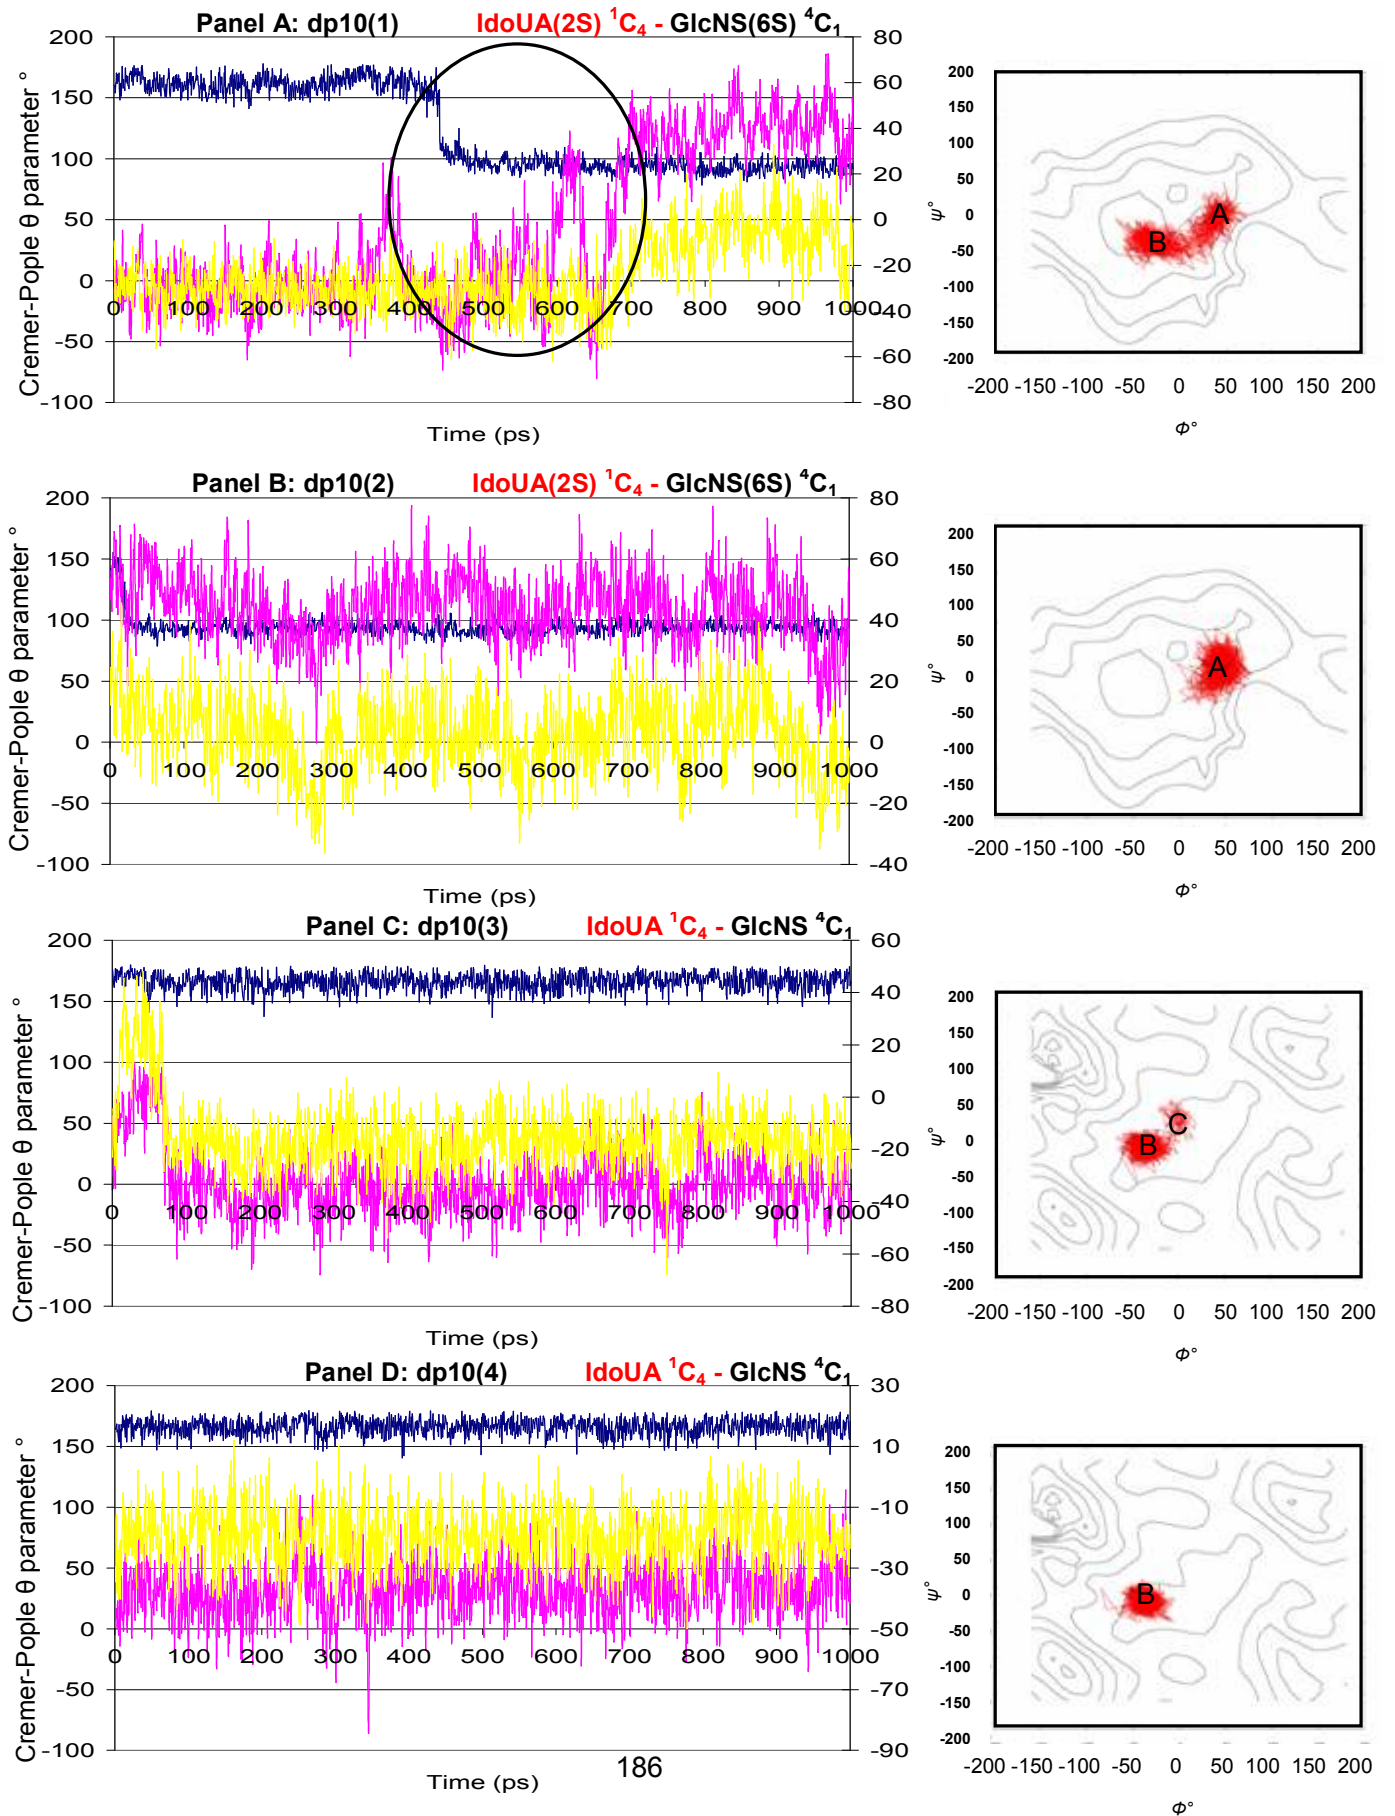 Panel A: dp10(1) IdoUA(2S) ¹C₄ - GlcNS(6S) ⁴C₁
Cremer-Pople θ parameter °
200
150
100
50
0
-50
-100
0 100 200 300 400 500 600 700 800 900 1000
80
60
40
20
0
-20
-40
-60
-80
Time (ps)
ψ°
200
150
100
50
0
-50
-100
-150
-200
A
B
-200 -150 -100 -50 0 50 100 150 200
Φ°
Panel B: dp10(2) IdoUA(2S) ¹C₄ - GlcNS(6S) ⁴C₁
Cremer-Pople θ parameter °
200
150
100
50
0
-50
-100
0 100 200 300 400 500 600 700 800 900 1000
80
60
40
20
0
-20
-40
Time (ps)
ψ°
200
150
100
50
0
-50
-100
-150
-200
A
-200 -150 -100 -50 0 50 100 150 200
Φ°
Panel C: dp10(3) IdoUA ¹C₄ - GlcNS ⁴C₁
Cremer-Pople θ parameter °
200
150
100
50
0
-50
-100
0 100 200 300 400 500 600 700 800 900 1000
60
40
20
0
-20
-40
-60
-80
Time (ps)
ψ°
200
150
100
50
0
-50
-100
-150
-200
C
B
-200 -150 -100 -50 0 50 100 150 200
Φ°
Panel D: dp10(4) IdoUA ¹C₄ - GlcNS ⁴C₁
Cremer-Pople θ parameter °
200
150
100
50
0
-50
-100
0 100 200 300 400 500 600 700 800 900 1000
30
10
-10
-30
-50
-70
-90
Time (ps)
ψ°
200
150
100
50
0
-50
-100
-150
-200
B
-200 -150 -100 -50 0 50 100 150 200
Φ°
186